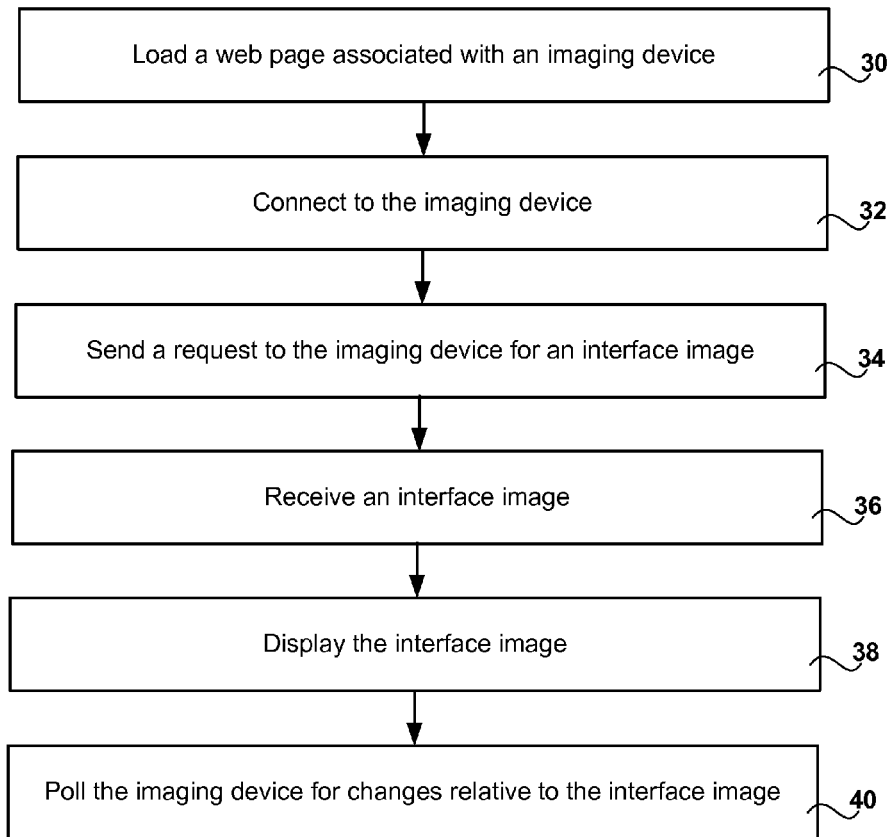 Load a web page associated with an imaging device
30
Connect to the imaging device
32
Send a request to the imaging device for an interface image
34
Receive an interface image
36
Display the interface image
38
Poll the imaging device for changes relative to the interface image
40